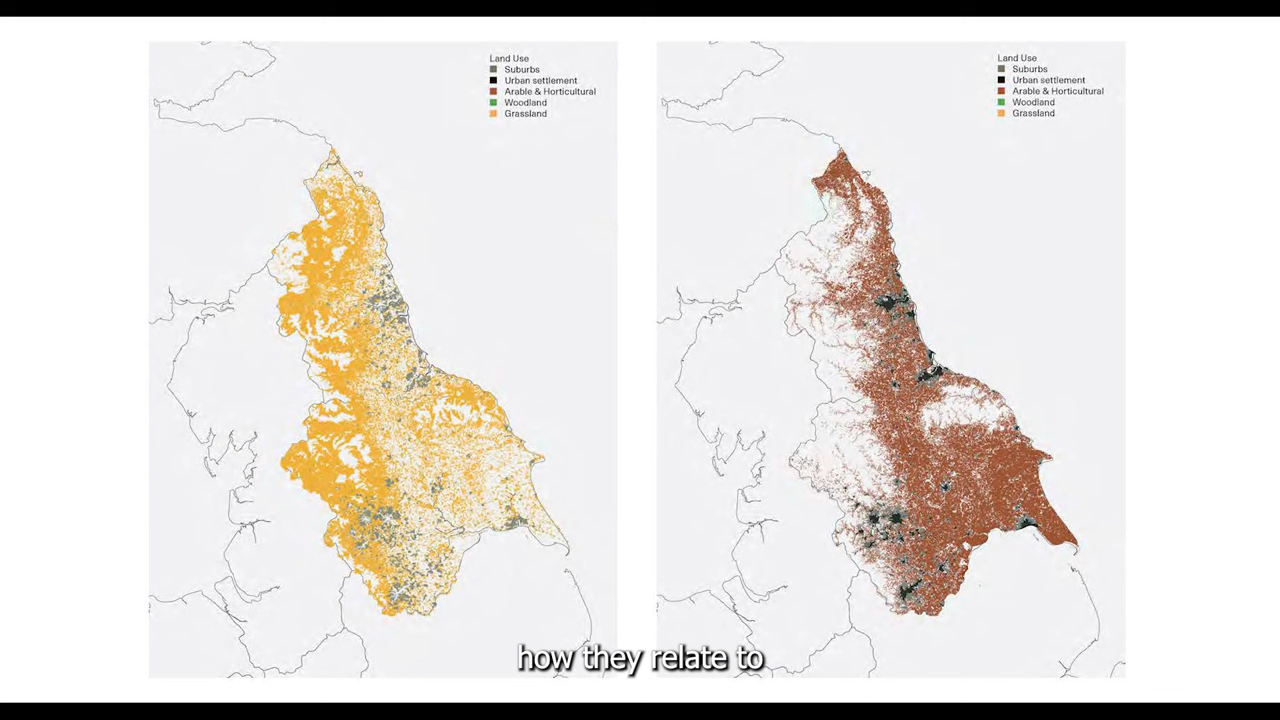 Land Use
Suburbs
Urban settlement
Arable & Horticultural
Woodland
Grassland
Land Use
Suburbs
Urban settlement
Arable & Horticultural
Woodland
Grassland
how they relate to